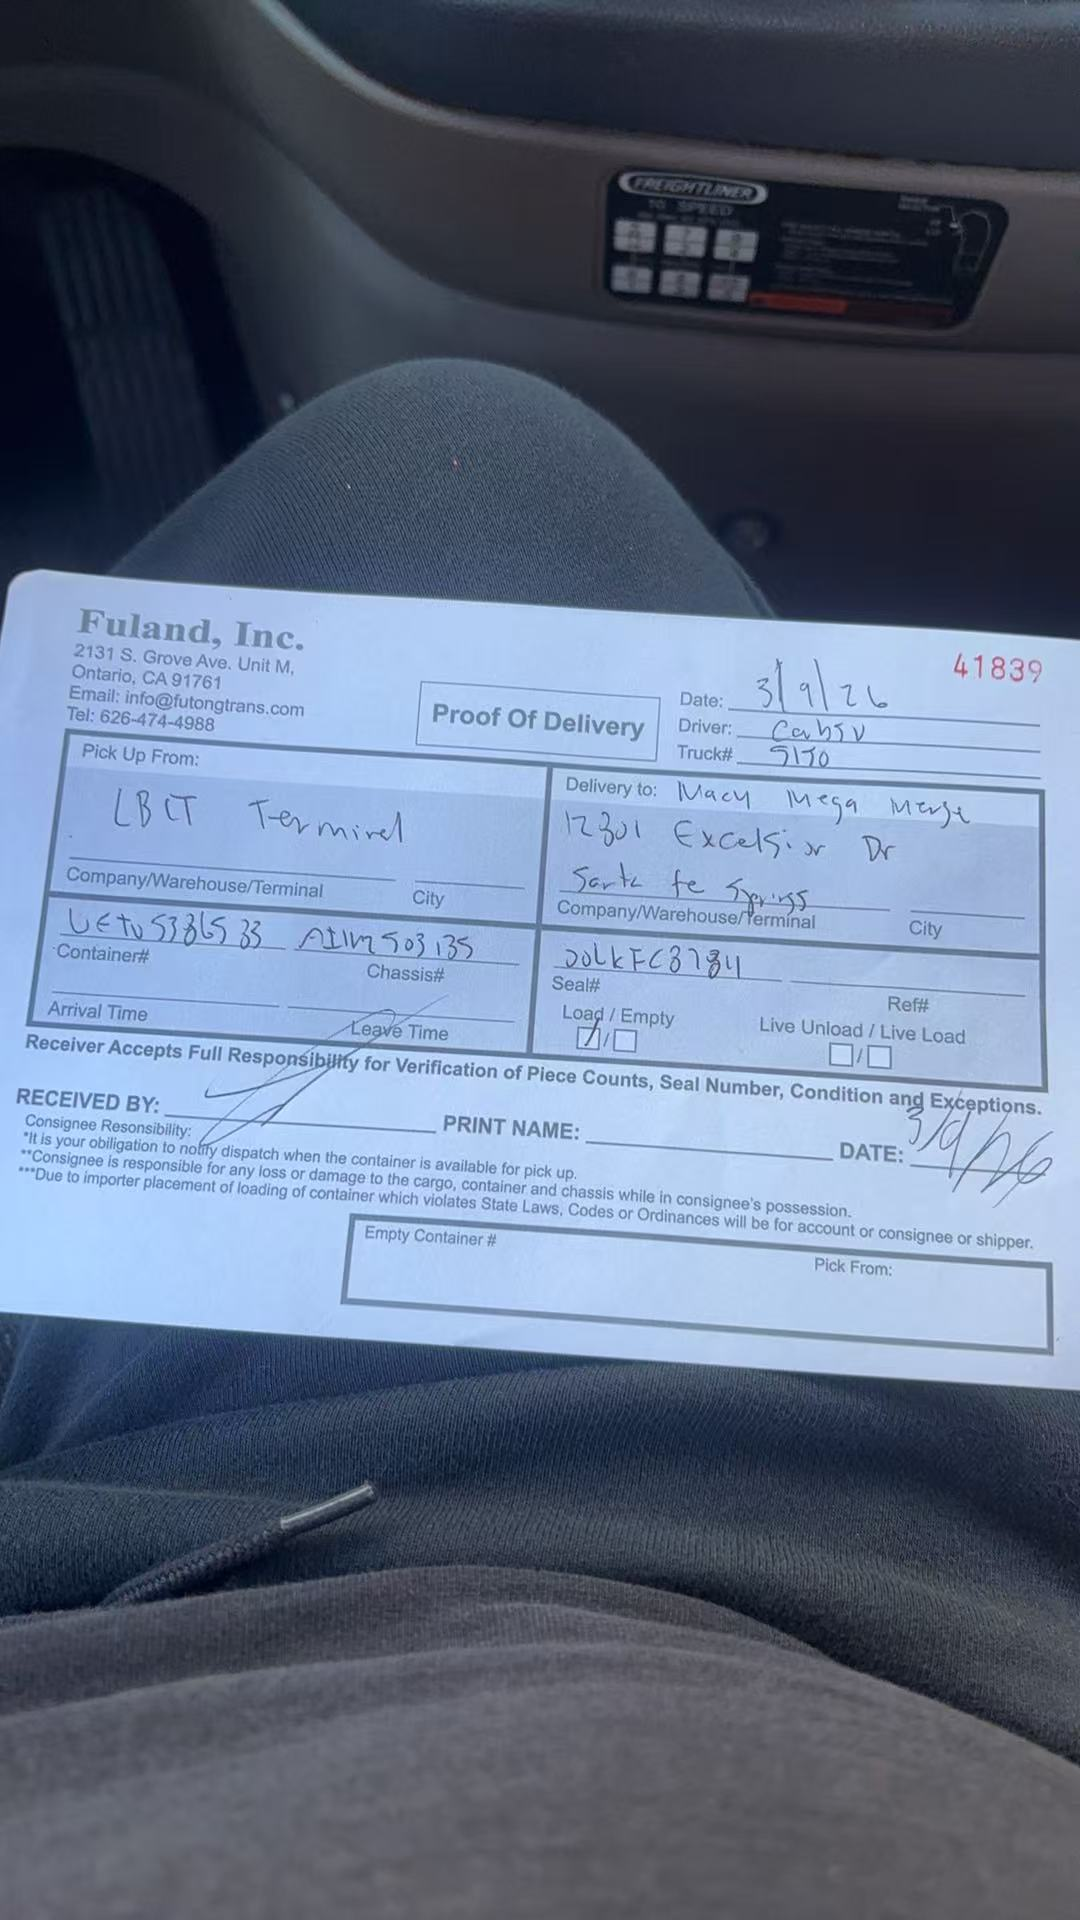 FREIGHTLINER
TO SPEED
Fuland, Inc.
2131 S. Grove Ave. Unit M,
Ontario, CA 91761
Email: info@futongtrans.com
Tel: 626-474-4988
Proof Of Delivery
41839
Date: 3/9/26
Driver:
Truck# 5170
Pick Up From:
LBCT Terminel
Company/Warehouse/Terminal City
Delivery to: Macy Mega Merge
12801 Excelsior Dr
Santa fe Springs
Company/Warehouse/Terminal City
UETU5386533
Container# Chassis#
Arrival Time Leave Time
OOLKFC3784
Seal# Ref#
Load / Empty Live Unload / Live Load
/ /
Receiver Accepts Full Responsibility for Verification of Piece Counts, Seal Number, Condition and Exceptions.
RECEIVED BY: PRINT NAME: DATE: 3/9/26
Consignee Resonsibility:
*It is your obiligation to notify dispatch when the container is available for pick up.
**Consignee is responsible for any loss or damage to the cargo, container and chassis while in consignee's possession.
***Due to importer placement of loading of container which violates State Laws, Codes or Ordinances will be for account or consignee or shipper.
Empty Container # Pick From: